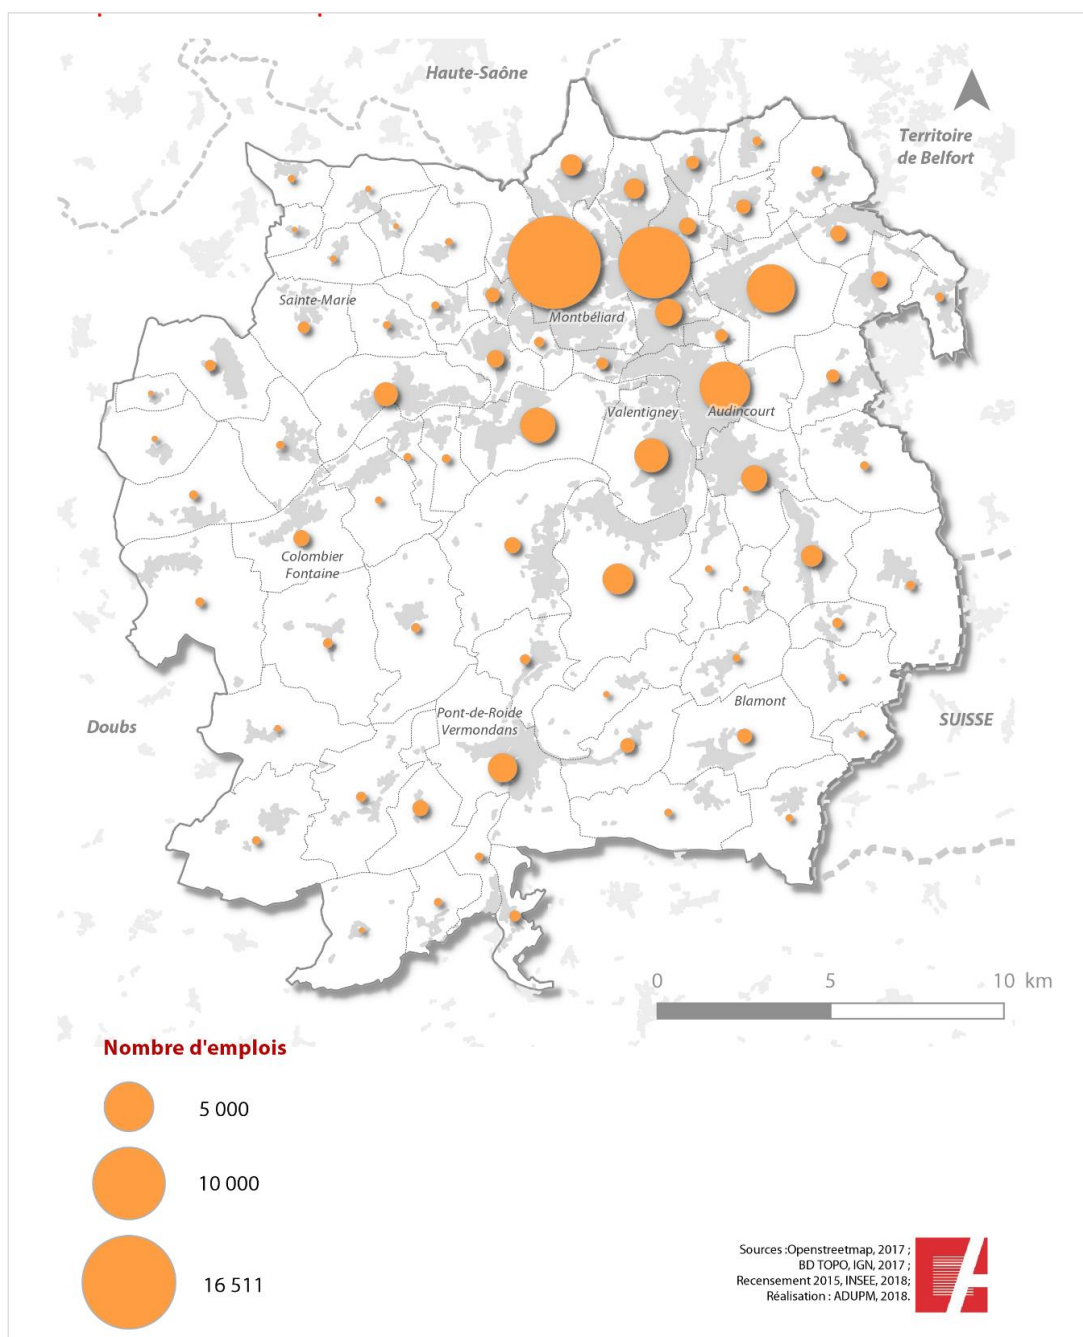 Haute-Saône
Territoire
de Belfort
Sainte-Marie
Montbéliard
Valentigney
Audincourt
Colombier
Fontaine
Doubs
Pont-de-Roide
Vermondans
Blamont
SUISSE
0 5 10 km
Nombre d'emplois
5 000
10 000
16 511
Sources :Openstreetmap, 2017 ;
BD TOPO, IGN, 2017 ;
Recensement 2015, INSEE, 2018;
Réalisation : ADUPM, 2018.